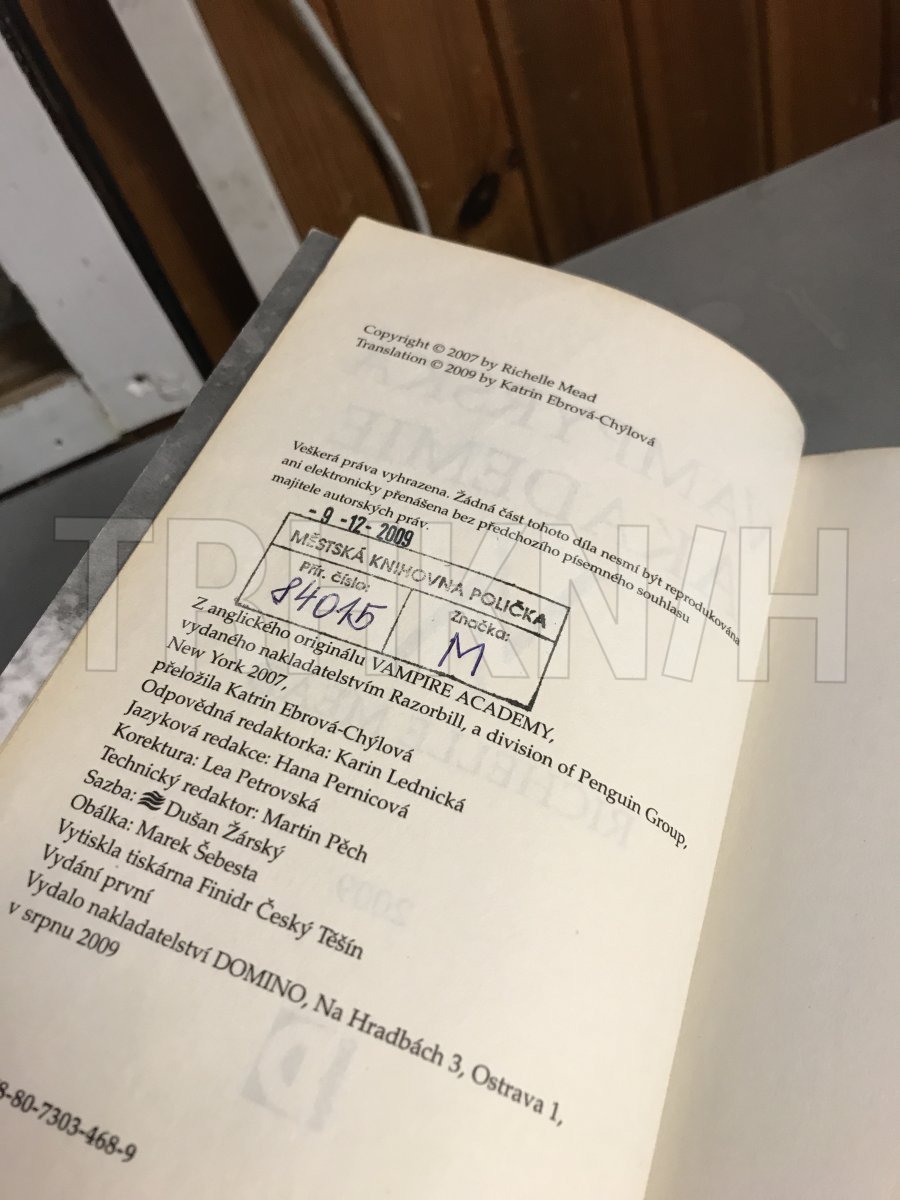 Copyright © 2007 by Richelle Mead
Translation © 2009 by Katrin Ebrová-Chýlová
Veškerá práva vyhrazena. Žádná část tohoto díla nesmí být reprodukována
ani elektronicky přenášena bez předchozího písemného souhlasu
majitele autorských práv.
- 9 -12- 2009
MĚSTSKÁ KNIHOVNA POLIČKA
Přír. číslo:
84015
Značka:
M
Z anglického originálu VAMPIRE ACADEMY,
vydaného nakladatelstvím Razorbill, a division of Penguin Group,
New York 2007,
přeložila Katrin Ebrová-Chýlová
Odpovědná redaktorka: Karin Lednická
Jazyková redakce: Hana Pernicová
Korektura: Lea Petrovská
Technický redaktor: Martin Pěch
Sazba: Dušan Žárský
Obálka: Marek Šebesta
Vytiskla tiskárna Finidr Český Těšín
Vydání první
Vydalo nakladatelství DOMINO, Na Hradbách 3, Ostrava 1,
v srpnu 2009
8-80-7303-468-9